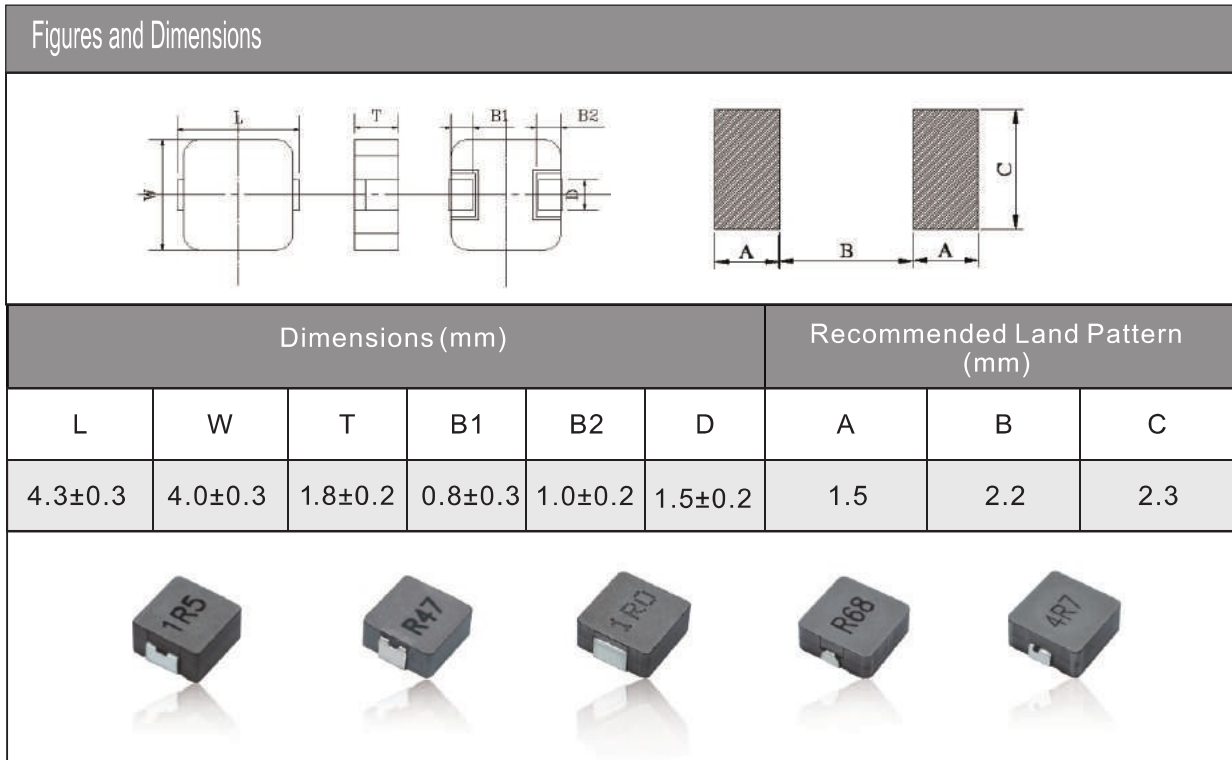 Figures and Dimensions
L T B1 B2
W D C
A B A
Dimensions (mm) Recommended Land Pattern
(mm)
L W T B1 B2 D A B C
4.3±0.3 4.0±0.3 1.8±0.2 0.8±0.3 1.0±0.2 1.5±0.2 1.5 2.2 2.3
1R5 R47 1R0 R68 4R7